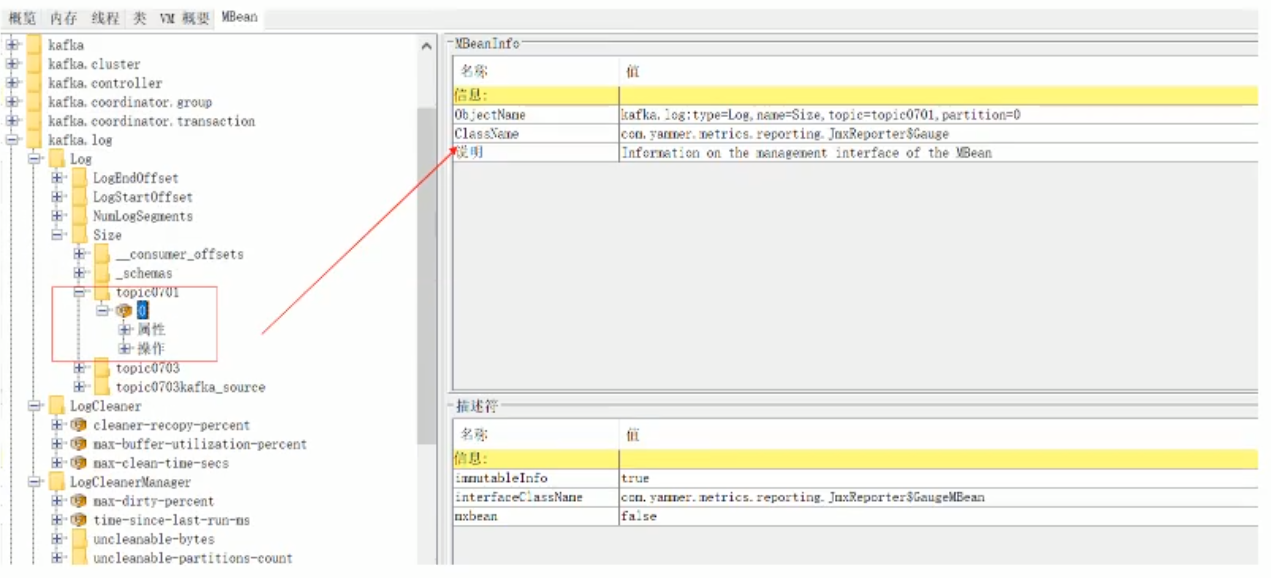 概览 内存 线程 类 VM 概要 MBean
kafka
kafka.cluster
kafka.controller
kafka.coordinator.group
kafka.coordinator.transaction
kafka.log
Log
LogEndOffset
LogStartOffset
NumLogSegments
Size
__consumer_offsets
_schemas
topic0701
0
属性
操作
topic0703
topic0703kafka_source
LogCleaner
cleaner-recopy-percent
max-buffer-utilization-percent
max-clean-time-secs
LogCleanerManager
max-dirty-percent
time-since-last-run-ms
uncleanable-bytes
uncleanable-partitions-count
MBeanInfo
名称 值
信息:
ObjectName kafka.log:type=Log,name=Size,topic=topic0701,partition=0
ClassName com.yammer.metrics.reporting.JmxReporter$Gauge
说明 Information on the management interface of the MBean
描述符
名称 值
信息:
immutableInfo true
interfaceClassName com.yammer.metrics.reporting.JmxReporter$GaugeMBean
mxbean false